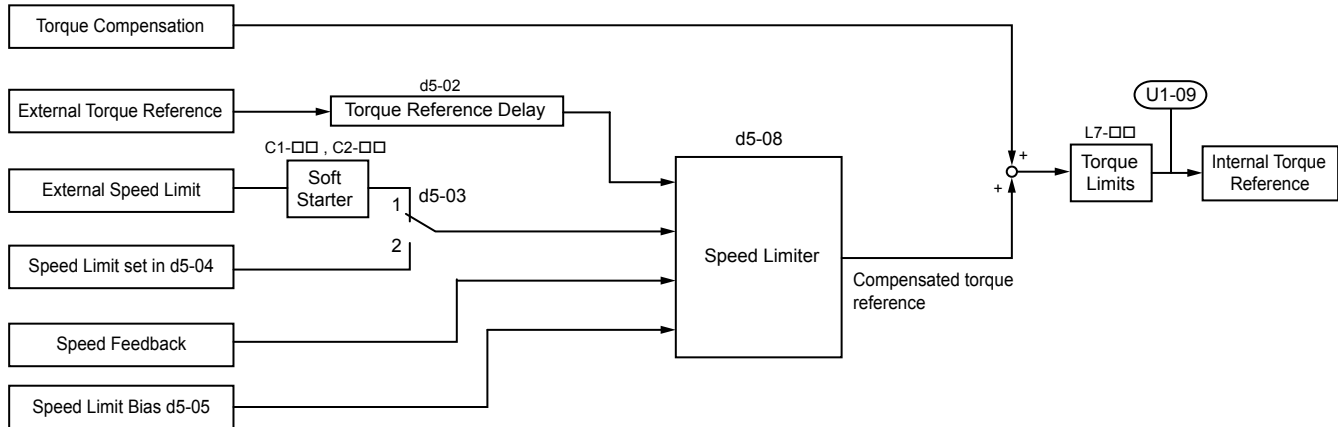 Torque Compensation
d5-02
External Torque Reference
Torque Reference Delay
U1-09
C1-□□ , C2-□□
d5-08
L7-□□
External Speed Limit
Soft
Starter
1
d5-03
2
Speed Limit set in d5-04
Speed Limiter
+
+
Torque
Limits
Internal Torque
Reference
Compensated torque
reference
Speed Feedback
Speed Limit Bias d5-05